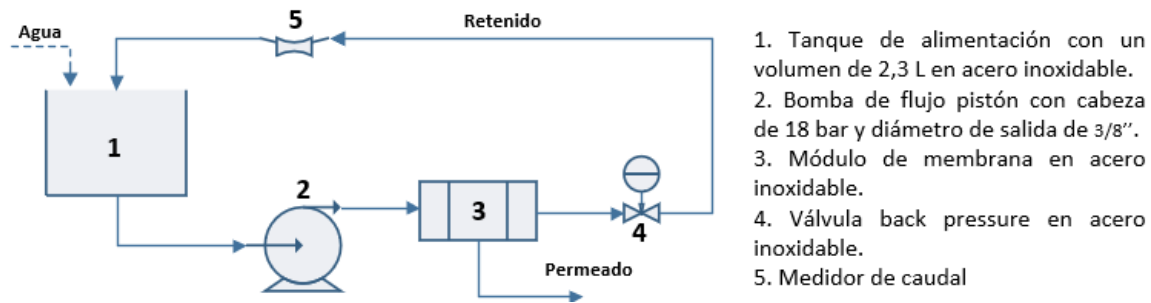 Agua
5
Retenido
1
2
3
4
Permeado
1. Tanque de alimentación con un
volumen de 2,3 L en acero inoxidable.
2. Bomba de flujo pistón con cabeza
de 18 bar y diámetro de salida de 3/8’’.
3. Módulo de membrana en acero
inoxidable.
4. Válvula back pressure en acero
inoxidable.
5. Medidor de caudal